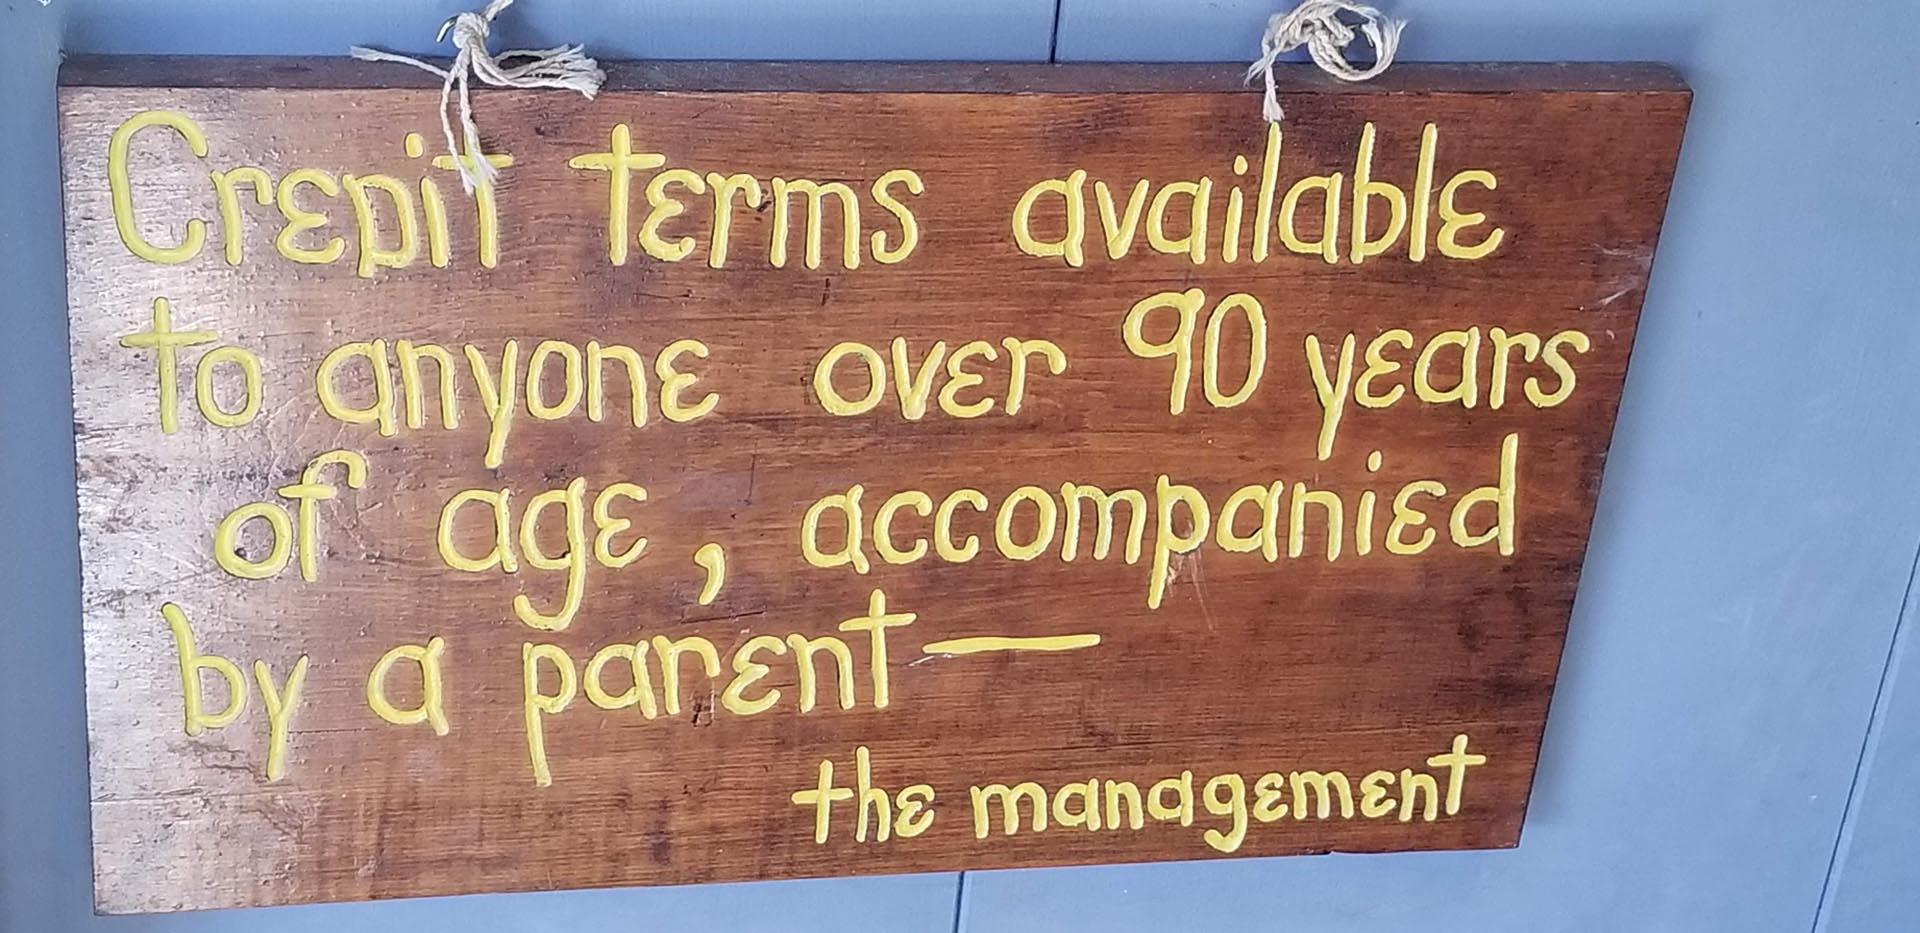 Credit terms available
to anyone over 90 years
of age, accompanied
by a parent —
the management